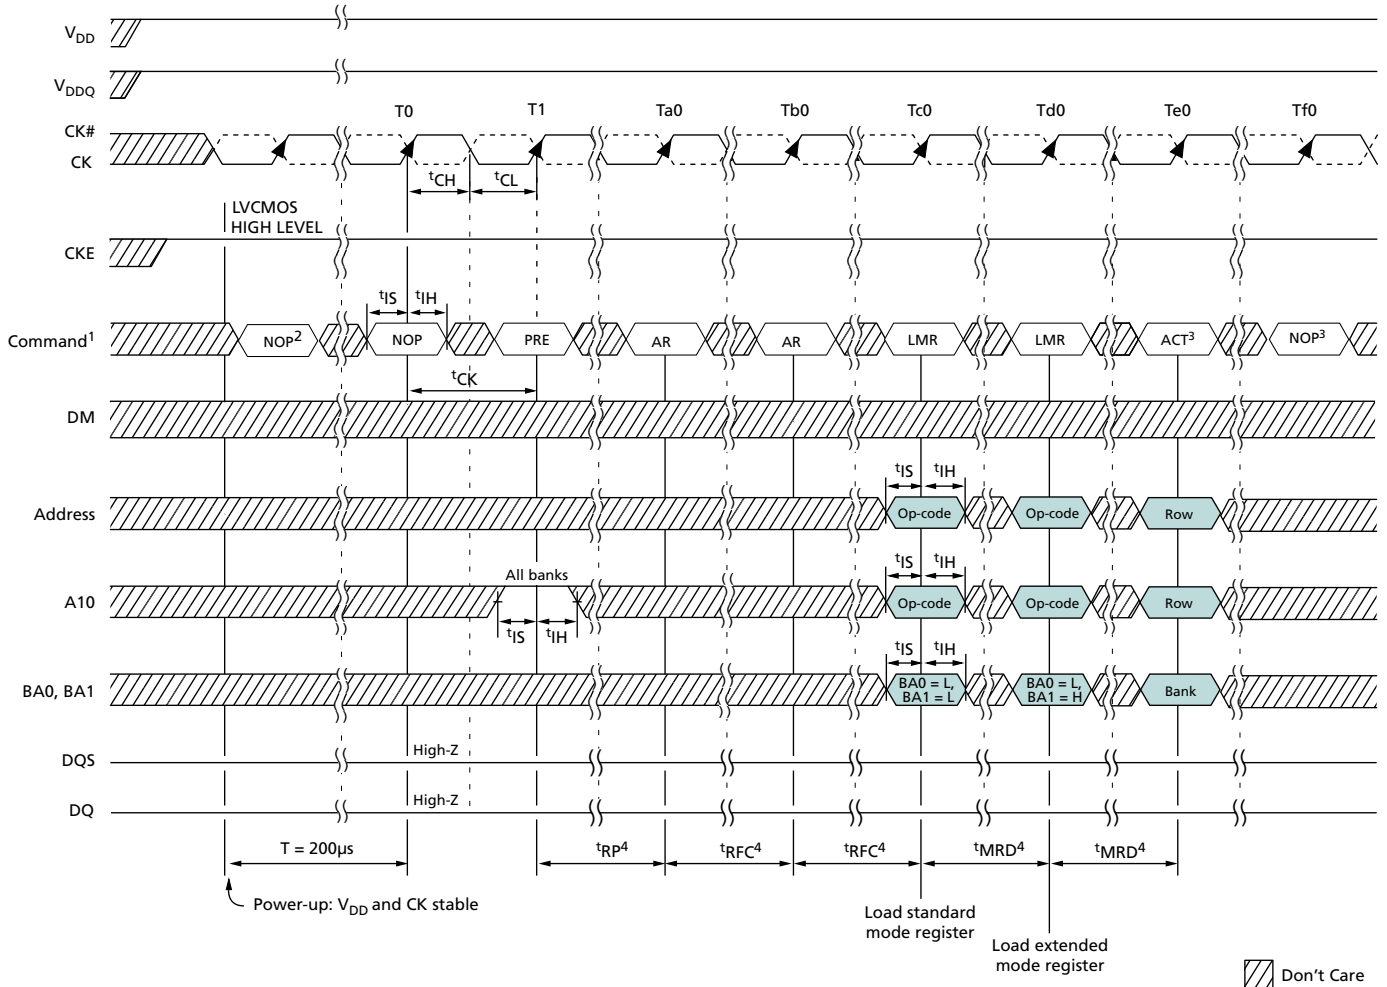 VDD
VDDQ
T0 T1 Ta0 Tb0 Tc0 Td0 Te0 Tf0
CK#
CK
tCH tCL
LVCMOS
HIGH LEVEL
CKE
tIS tIH
Command1 NOP2 NOP PRE AR AR LMR LMR ACT3 NOP3
tCK
DM
tIS tIH
Address Op-code Op-code Row
All banks tIS tIH
A10 Op-code Op-code Row
tIS tIH
tIS tIH
BA0, BA1 BA0 = L, BA0 = L, Bank
BA1 = L BA1 = H
High-Z
DQS
High-Z
DQ
T = 200µs tRP4 tRFC4 tRFC4 tMRD4 tMRD4
Power-up: VDD and CK stable
Load standard
mode register
Load extended
mode register
Don't Care